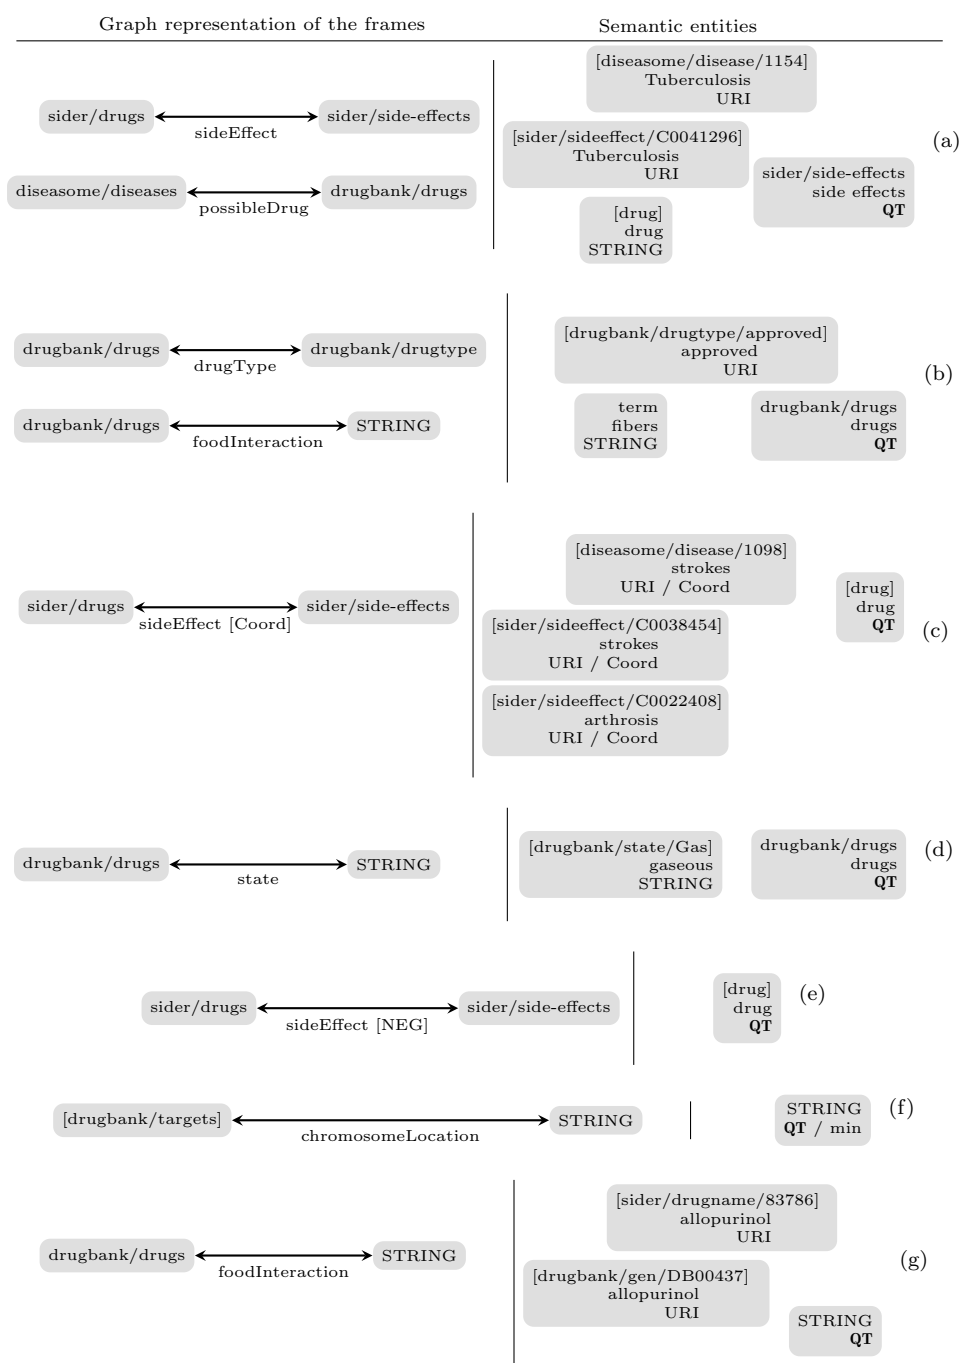 Graph representation of the frames
Semantic entities
sider/drugs
sider/side-effects
sideEffect
diseasome/diseases
drugbank/drugs
possibleDrug
[diseasome/disease/1154]
Tuberculosis
URI
[sider/sideeffect/C0041296]
Tuberculosis
URI
sider/side-effects
side effects
QT
[drug]
drug
STRING
(a)
drugbank/drugs
drugbank/drugtype
drugType
drugbank/drugs
STRING
foodInteraction
[drugbank/drugtype/approved]
approved
URI
term
fibers
STRING
drugbank/drugs
drugs
QT
(b)
sider/drugs
sider/side-effects
sideEffect [Coord]
[diseasome/disease/1098]
strokes
URI / Coord
[sider/sideeffect/C0038454]
strokes
URI / Coord
[sider/sideeffect/C0022408]
arthrosis
URI / Coord
[drug]
drug
QT
(c)
drugbank/drugs
STRING
state
[drugbank/state/Gas]
gaseous
STRING
drugbank/drugs
drugs
QT
(d)
sider/drugs
sider/side-effects
sideEffect [NEG]
[drug]
drug
QT
(e)
[drugbank/targets]
STRING
chromosomeLocation
STRING
QT / min
(f)
drugbank/drugs
STRING
foodInteraction
[sider/drugname/83786]
allopurinol
URI
[drugbank/gen/DB00437]
allopurinol
URI
STRING
QT
(g)